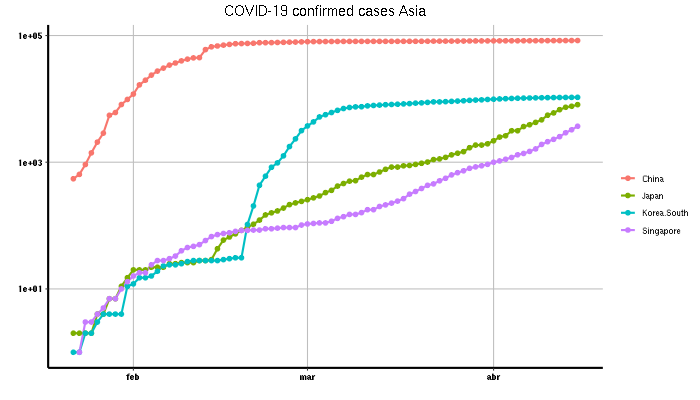 COVID-19 confirmed cases Asia
1e+05
1e+03
1e+01
feb mar abr
China
Japan
Korea.South
Singapore